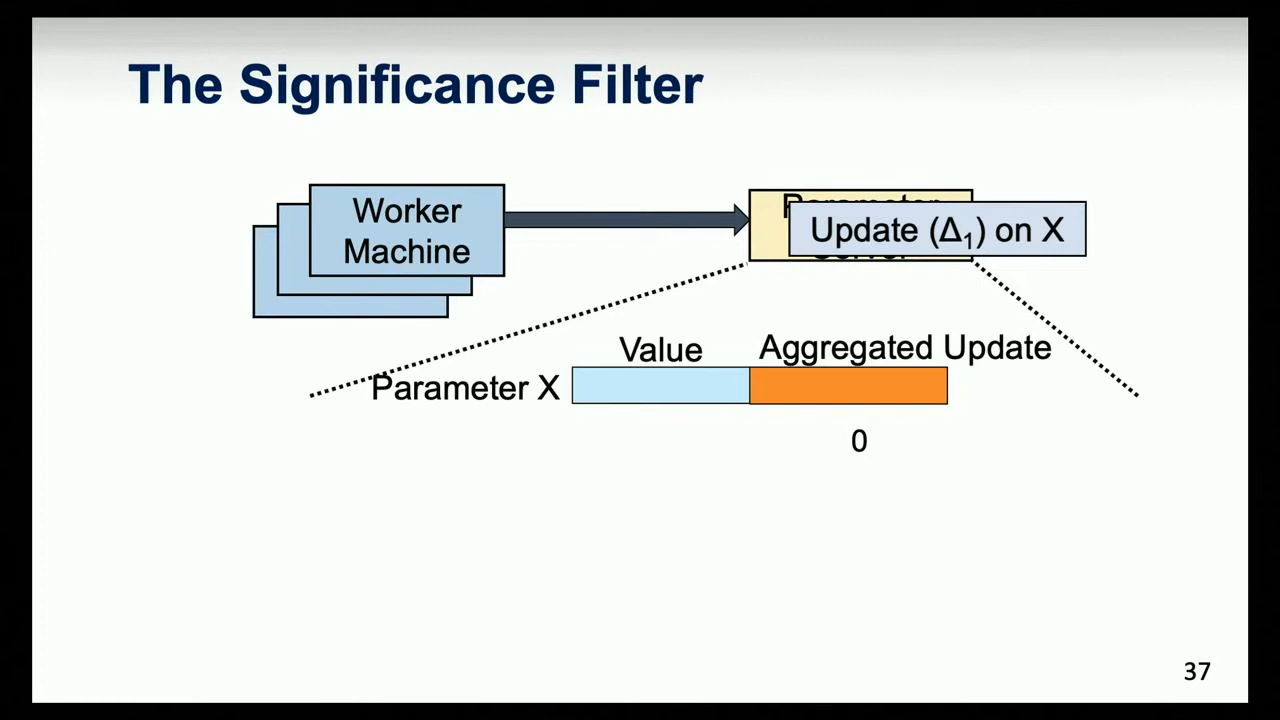 The Significance Filter
Worker
Machine
Update (Δ₁) on X
Value
Aggregated Update
Parameter X
0
37